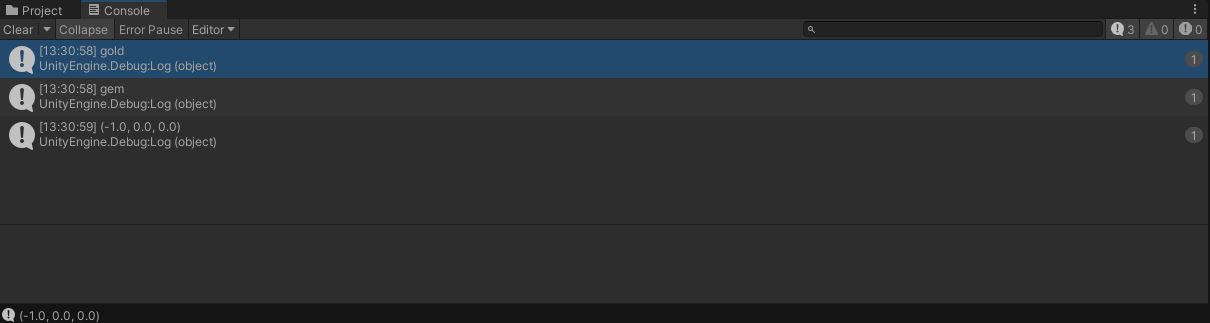 Project
Console
Clear Collapse Error Pause Editor 3 0 0
[13:30:58] gold
UnityEngine.Debug:Log (object)
1
[13:30:58] gem
UnityEngine.Debug:Log (object)
1
[13:30:59] (-1.0, 0.0, 0.0)
UnityEngine.Debug:Log (object)
1
(-1.0, 0.0, 0.0)